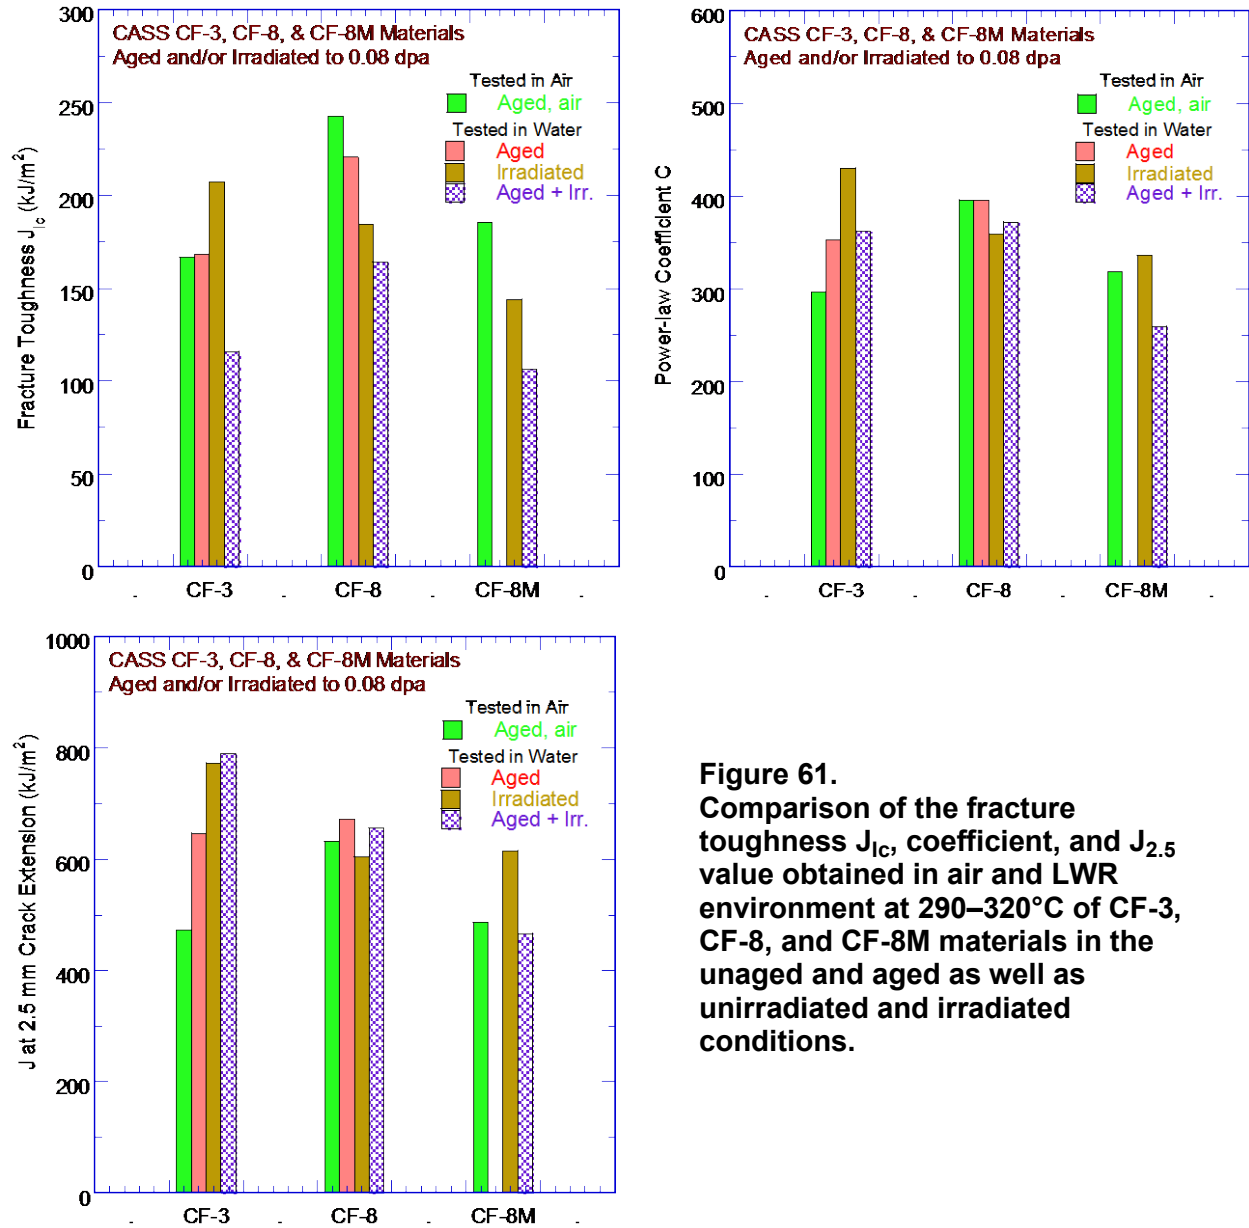 300
250
200
150
100
50
0
Fracture Toughness J_Ic (kJ/m²)
CASS CF-3, CF-8, & CF-8M Materials
Aged and/or Irradiated to 0.08 dpa
Tested in Air
Aged, air
Tested in Water
Aged
Irradiated
Aged + Irr.
CF-3
CF-8
CF-8M
600
500
400
300
200
100
0
Power-law Coefficient C
CASS CF-3, CF-8, & CF-8M Materials
Aged and/or Irradiated to 0.08 dpa
Tested in Air
Aged, air
Tested in Water
Aged
Irradiated
Aged + Irr.
CF-3
CF-8
CF-8M
1000
800
600
400
200
0
J at 2.5 mm Crack Extension (kJ/m²)
CASS CF-3, CF-8, & CF-8M Materials
Aged and/or Irradiated to 0.08 dpa
Tested in Air
Aged, air
Tested in Water
Aged
Irradiated
Aged + Irr.
CF-3
CF-8
CF-8M
Figure 61.
Comparison of the fracture
toughness J_Ic, coefficient, and J_2.5
value obtained in air and LWR
environment at 290–320°C of CF-3,
CF-8, and CF-8M materials in the
unaged and aged as well as
unirradiated and irradiated
conditions.